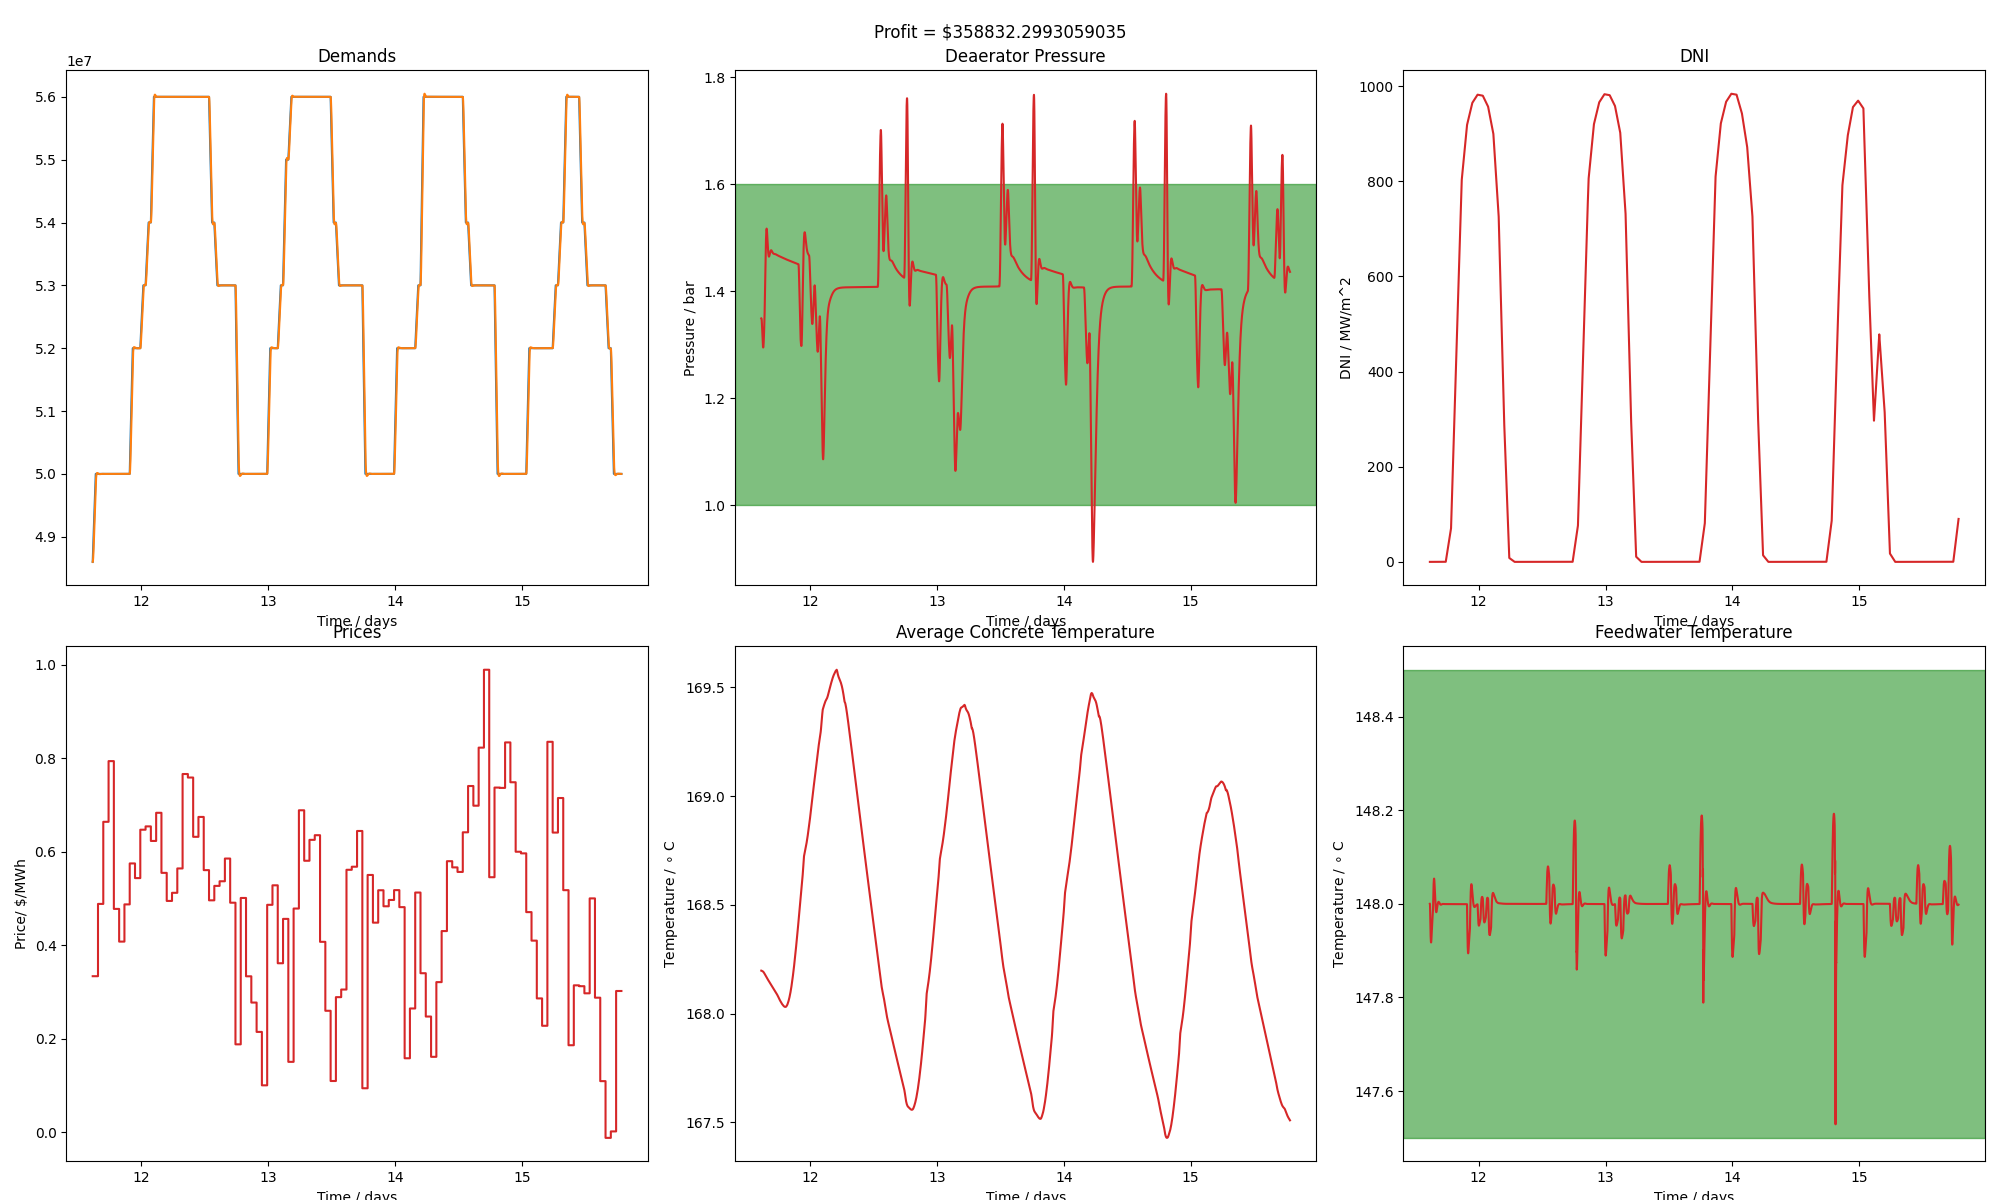 Profit = $358832.2993059035
Demands
1e7
5.6
5.5
5.4
5.3
5.2
5.1
5.0
4.9
12 13 14 15
Time / days
Deaerator Pressure
Pressure / bar
1.8
1.6
1.4
1.2
1.0
12 13 14 15
Time / days
DNI
DNI / MW/m^2
1000
800
600
400
200
0
12 13 14 15
Time / days
Prices
Price/ $/MWh
1.0
0.8
0.6
0.4
0.2
0.0
12 13 14 15
Time / days
Average Concrete Temperature
Temperature / ∘ C
169.5
169.0
168.5
168.0
167.5
12 13 14 15
Time / days
Feedwater Temperature
Temperature / ∘ C
148.4
148.2
148.0
147.8
147.6
12 13 14 15
Time / days